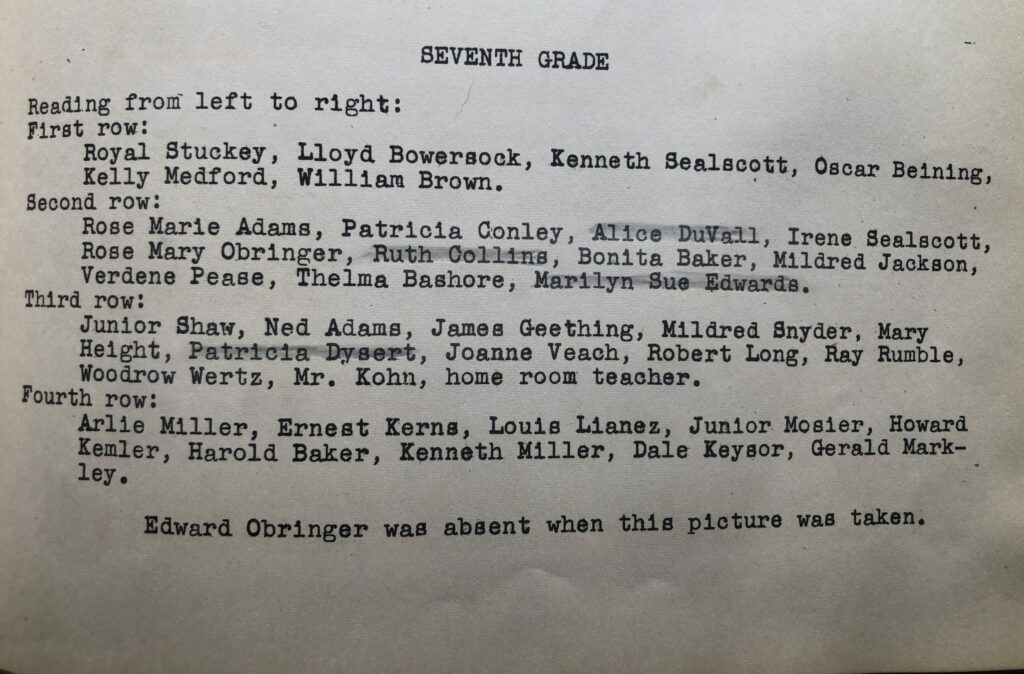 SEVENTH GRADE
Reading from left to right:
First row:
Royal Stuckey, Lloyd Bowersock, Kenneth Sealscott, Oscar Beining,
Kelly Medford, William Brown.
Second row:
Rose Marie Adams, Patricia Conley, Alice DuVall, Irene Sealscott,
Rose Mary Obringer, Ruth Collins, Bonita Baker, Mildred Jackson,
Verdene Pease, Thelma Bashore, Marilyn Sue Edwards.
Third row:
Junior Shaw, Ned Adams, James Geething, Mildred Snyder, Mary
Height, Patricia Dysert, Joanne Veach, Robert Long, Ray Rumble,
Woodrow Wertz, Mr. Kohn, home room teacher.
Fourth row:
Arlie Miller, Ernest Kerns, Louis Lianez, Junior Mosier, Howard
Kemler, Harold Baker, Kenneth Miller, Dale Keysor, Gerald Mark-
ley.
Edward Obringer was absent when this picture was taken.